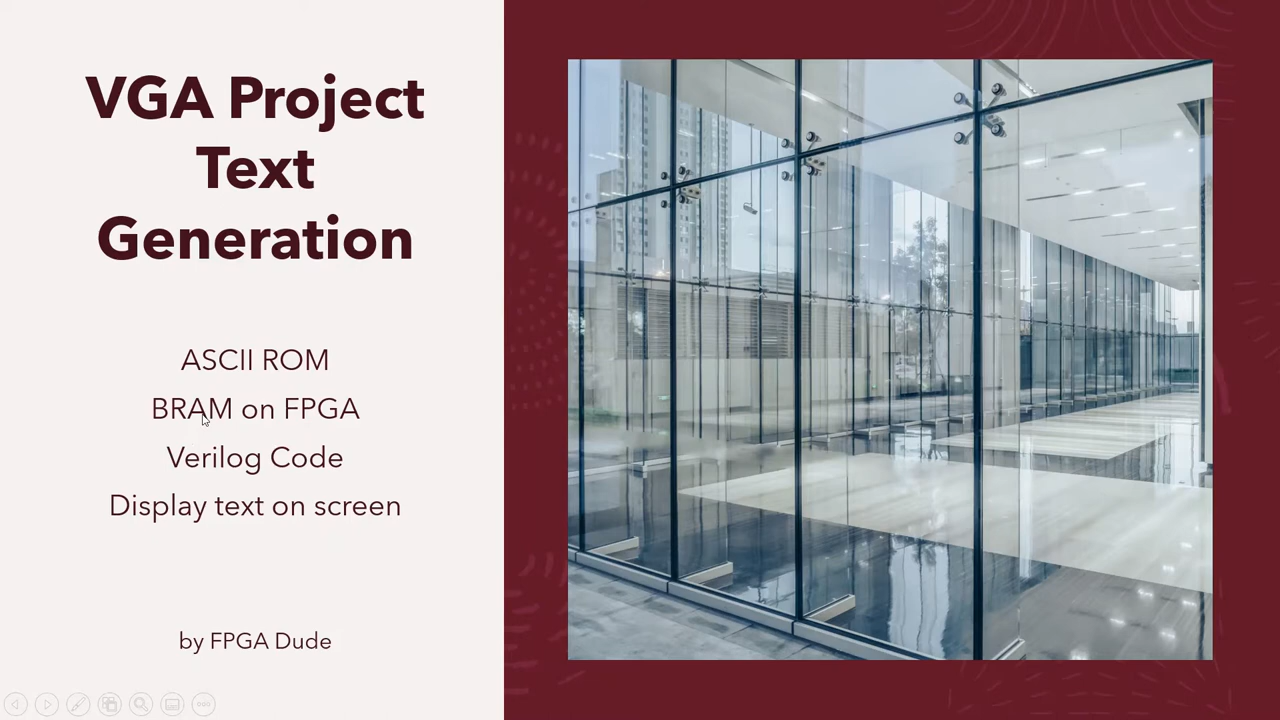 VGA Project
Text
Generation
ASCII ROM
BRAM on FPGA
Verilog Code
Display text on screen
by FPGA Dude